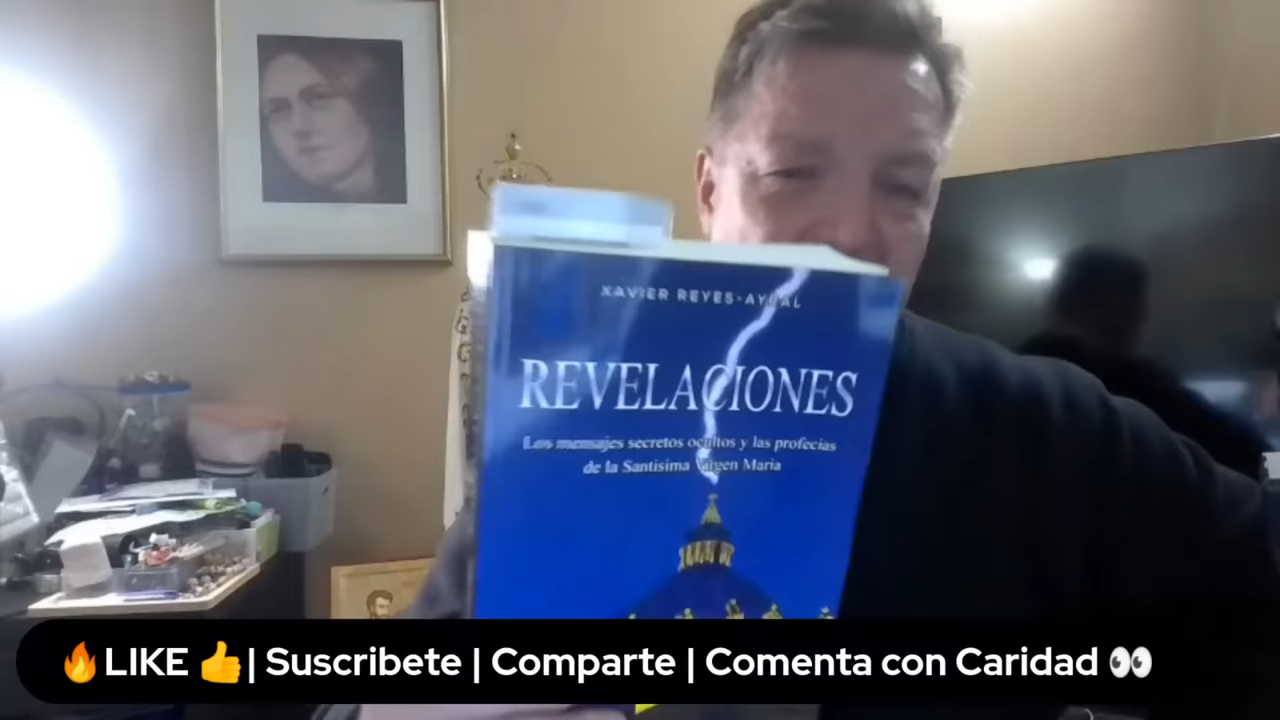 XAVIER REYES-AYRAL
REVELACIONES
Los mensajes secretos ocultos y las profecías
de la Santísima Virgen María
🔥LIKE 👍| Suscribete | Comparte | Comenta con Caridad 👀